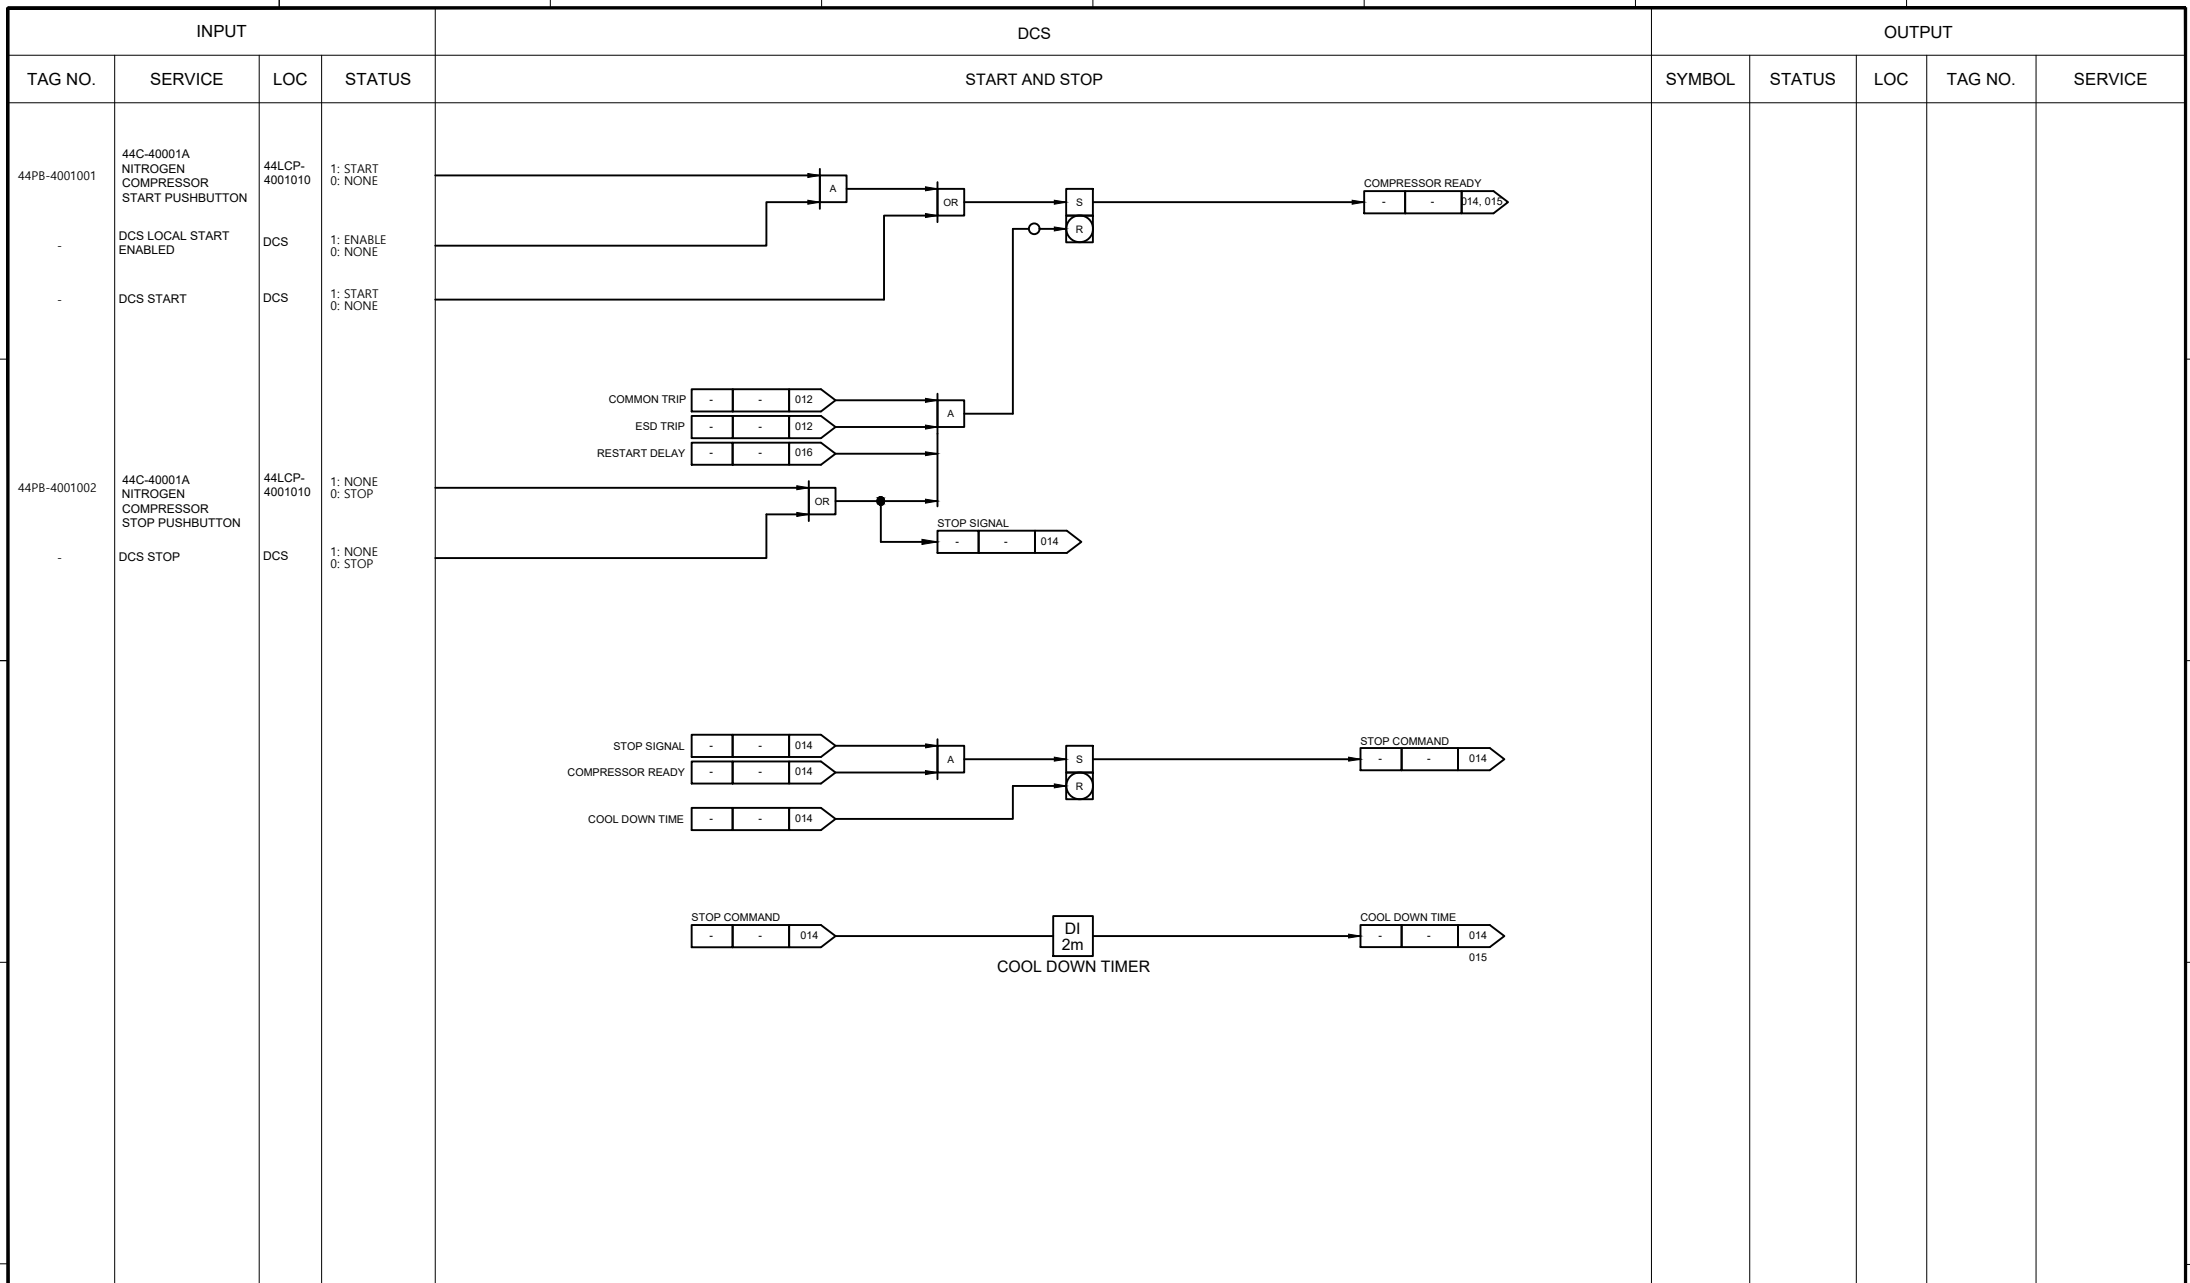 INPUT
DCS
OUTPUT
TAG NO.
SERVICE
LOC
STATUS
START AND STOP
SYMBOL
STATUS
LOC
TAG NO.
SERVICE
44PB-4001001
44C-40001A
NITROGEN
COMPRESSOR
START PUSHBUTTON
44LCP-
4001010
1: START
0: NONE
A
OR
S
R
COMPRESSOR READY
- - 014, 015
-
DCS LOCAL START
ENABLED
DCS
1: ENABLE
0: NONE
-
DCS START
DCS
1: START
0: NONE
COMMON TRIP - - 012
ESD TRIP - - 012
RESTART DELAY - - 016
A
44PB-4001002
44C-40001A
NITROGEN
COMPRESSOR
STOP PUSHBUTTON
44LCP-
4001010
1: NONE
0: STOP
OR
STOP SIGNAL
- - 014
-
DCS STOP
DCS
1: NONE
0: STOP
STOP SIGNAL - - 014
COMPRESSOR READY - - 014
COOL DOWN TIME - - 014
A
S
R
STOP COMMAND
- - 014
STOP COMMAND
- - 014
DI
2m
COOL DOWN TIMER
COOL DOWN TIME
- - 014
015